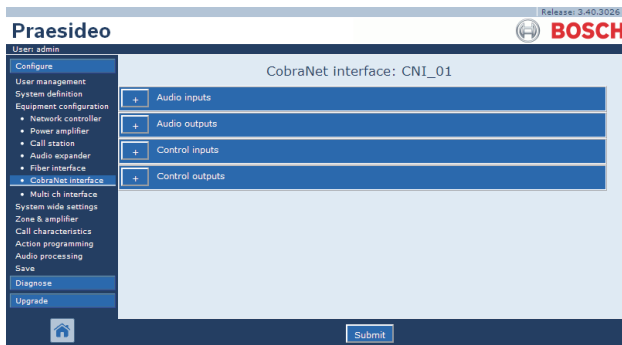 Release: 3.40.3026
Praesideo
BOSCH
User: admin
Configure
User management
System definition
Equipment configuration
• Network controller
• Power amplifier
• Call station
• Audio expander
• Fiber interface
• CobraNet interface
• Multi ch interface
System wide settings
Zone & amplifier
Call characteristics
Action programming
Audio processing
Save
Diagnose
Upgrade
CobraNet interface: CNI_01
+ Audio inputs
+ Audio outputs
+ Control inputs
+ Control outputs
Submit